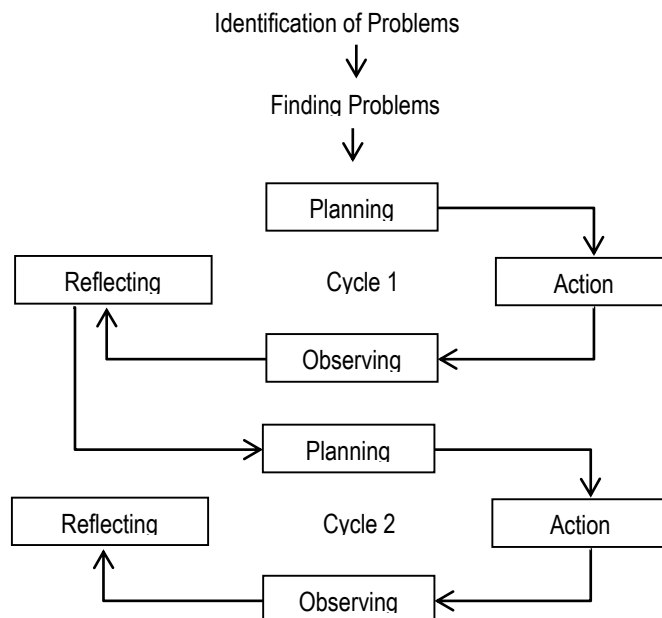 Identification of Problems
Finding Problems
Planning
Reflecting
Cycle 1
Action
Observing
Planning
Reflecting
Cycle 2
Action
Observing